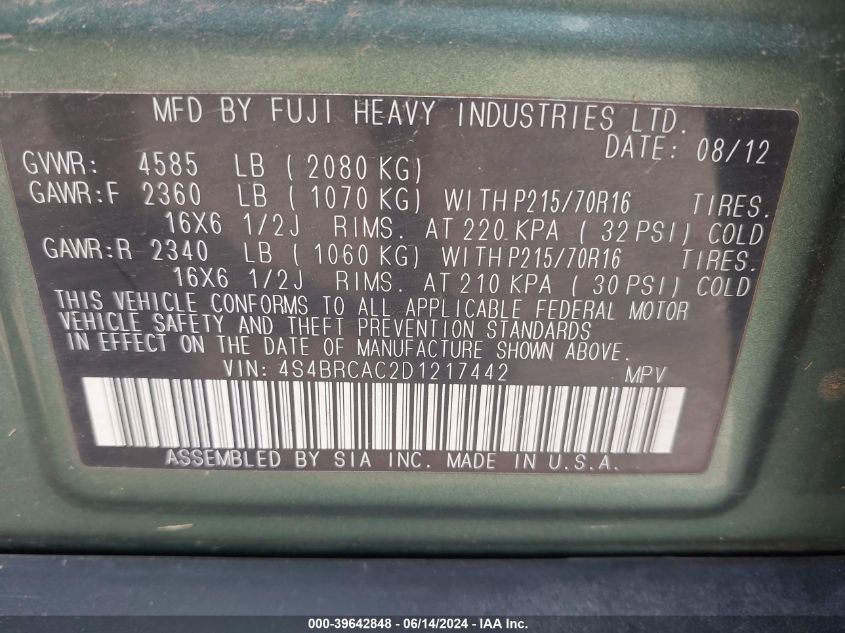 MFD BY FUJI HEAVY INDUSTRIES LTD.
DATE: 08/12
GVWR: 4585 LB ( 2080 KG)
GAWR:F 2360 LB ( 1070 KG) WITH P215/70R16 TIRES.
16X6 1/2J RIMS. AT 220 KPA ( 32 PSI) COLD
GAWR:R 2340 LB ( 1060 KG) WITH P215/70R16 TIRES.
16X6 1/2J RIMS. AT 210 KPA ( 30 PSI) COLD
THIS VEHICLE CONFORMS TO ALL APPLICABLE FEDERAL MOTOR
VEHICLE SAFETY AND THEFT PREVENTION STANDARDS
IN EFFECT ON THE DATE OF MANUFACTURE SHOWN ABOVE.
VIN: 4S4BRCAC2D1217442 MPV
ASSEMBLED BY SIA INC. MADE IN U.S.A.
000-39642848 - 06/14/2024 - IAA Inc.